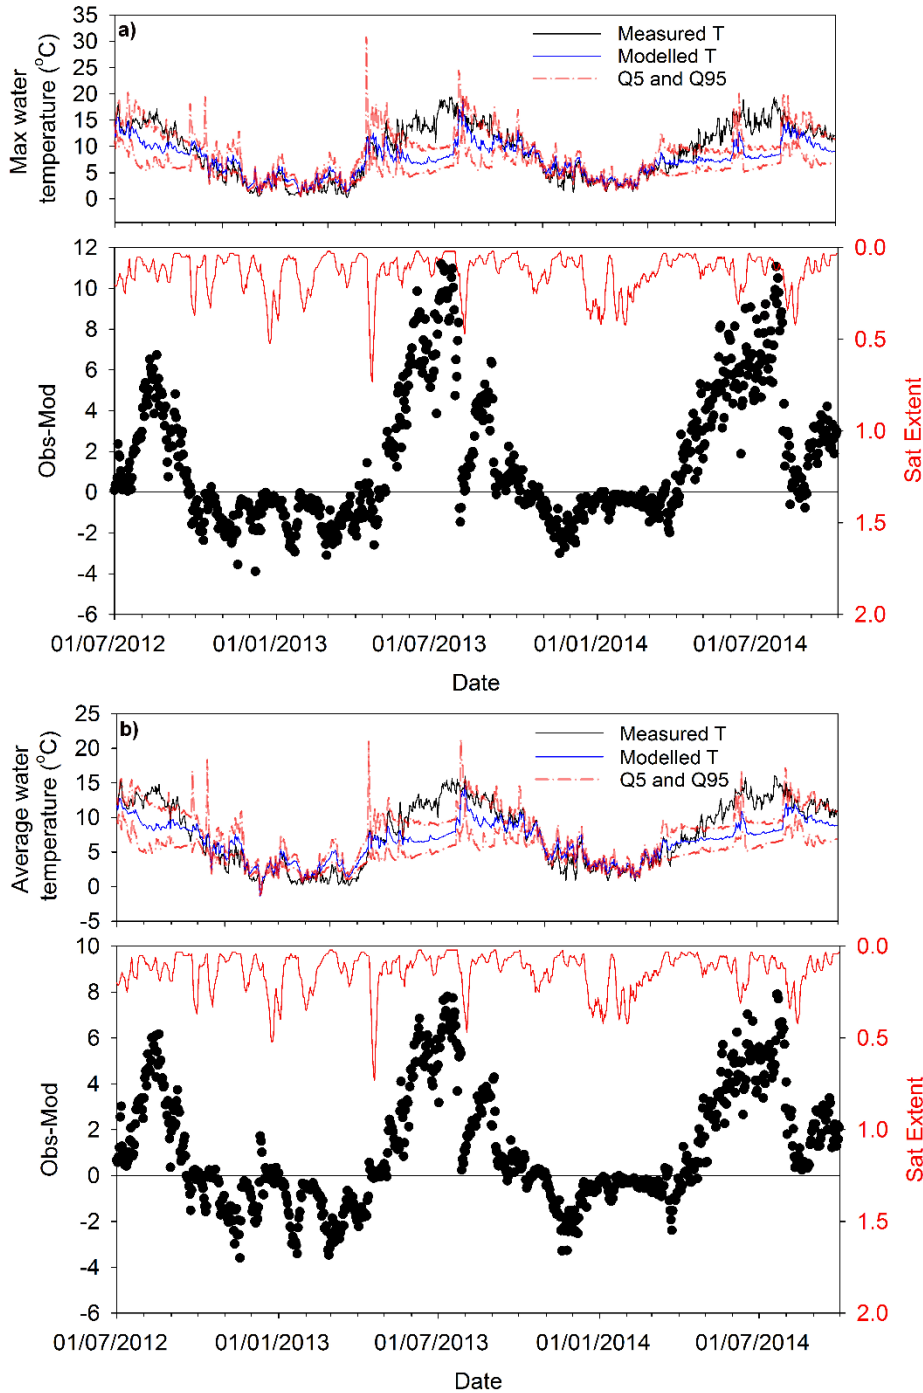 a)
Measured T
Modelled T
Q5 and Q95
Max water
temperature (°C)
35
30
25
20
15
10
5
0
Obs-Mod
12
10
8
6
4
2
0
-2
-4
-6
Sat Extent
0.0
0.5
1.0
1.5
2.0
01/07/2012 01/01/2013 01/07/2013 01/01/2014 01/07/2014
Date
b)
Measured T
Modelled T
Q5 and Q95
Average water
temperature (°C)
25
20
15
10
5
0
-5
Obs-Mod
10
8
6
4
2
0
-2
-4
-6
Sat Extent
0.0
0.5
1.0
1.5
2.0
01/07/2012 01/01/2013 01/07/2013 01/01/2014 01/07/2014
Date